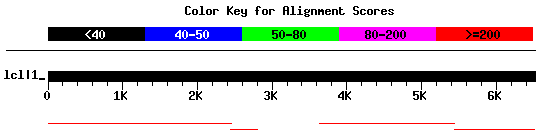 Color Key for Alignment Scores
<40 40-50 50-80 80-200 >=200
lcl|1_
0 1K 2K 3K 4K 5K 6K